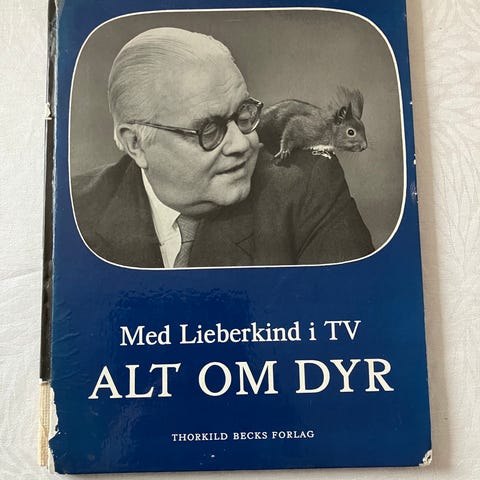 Med Lieberkind i TV
ALT OM DYR
THORKILD BECKS FORLAG